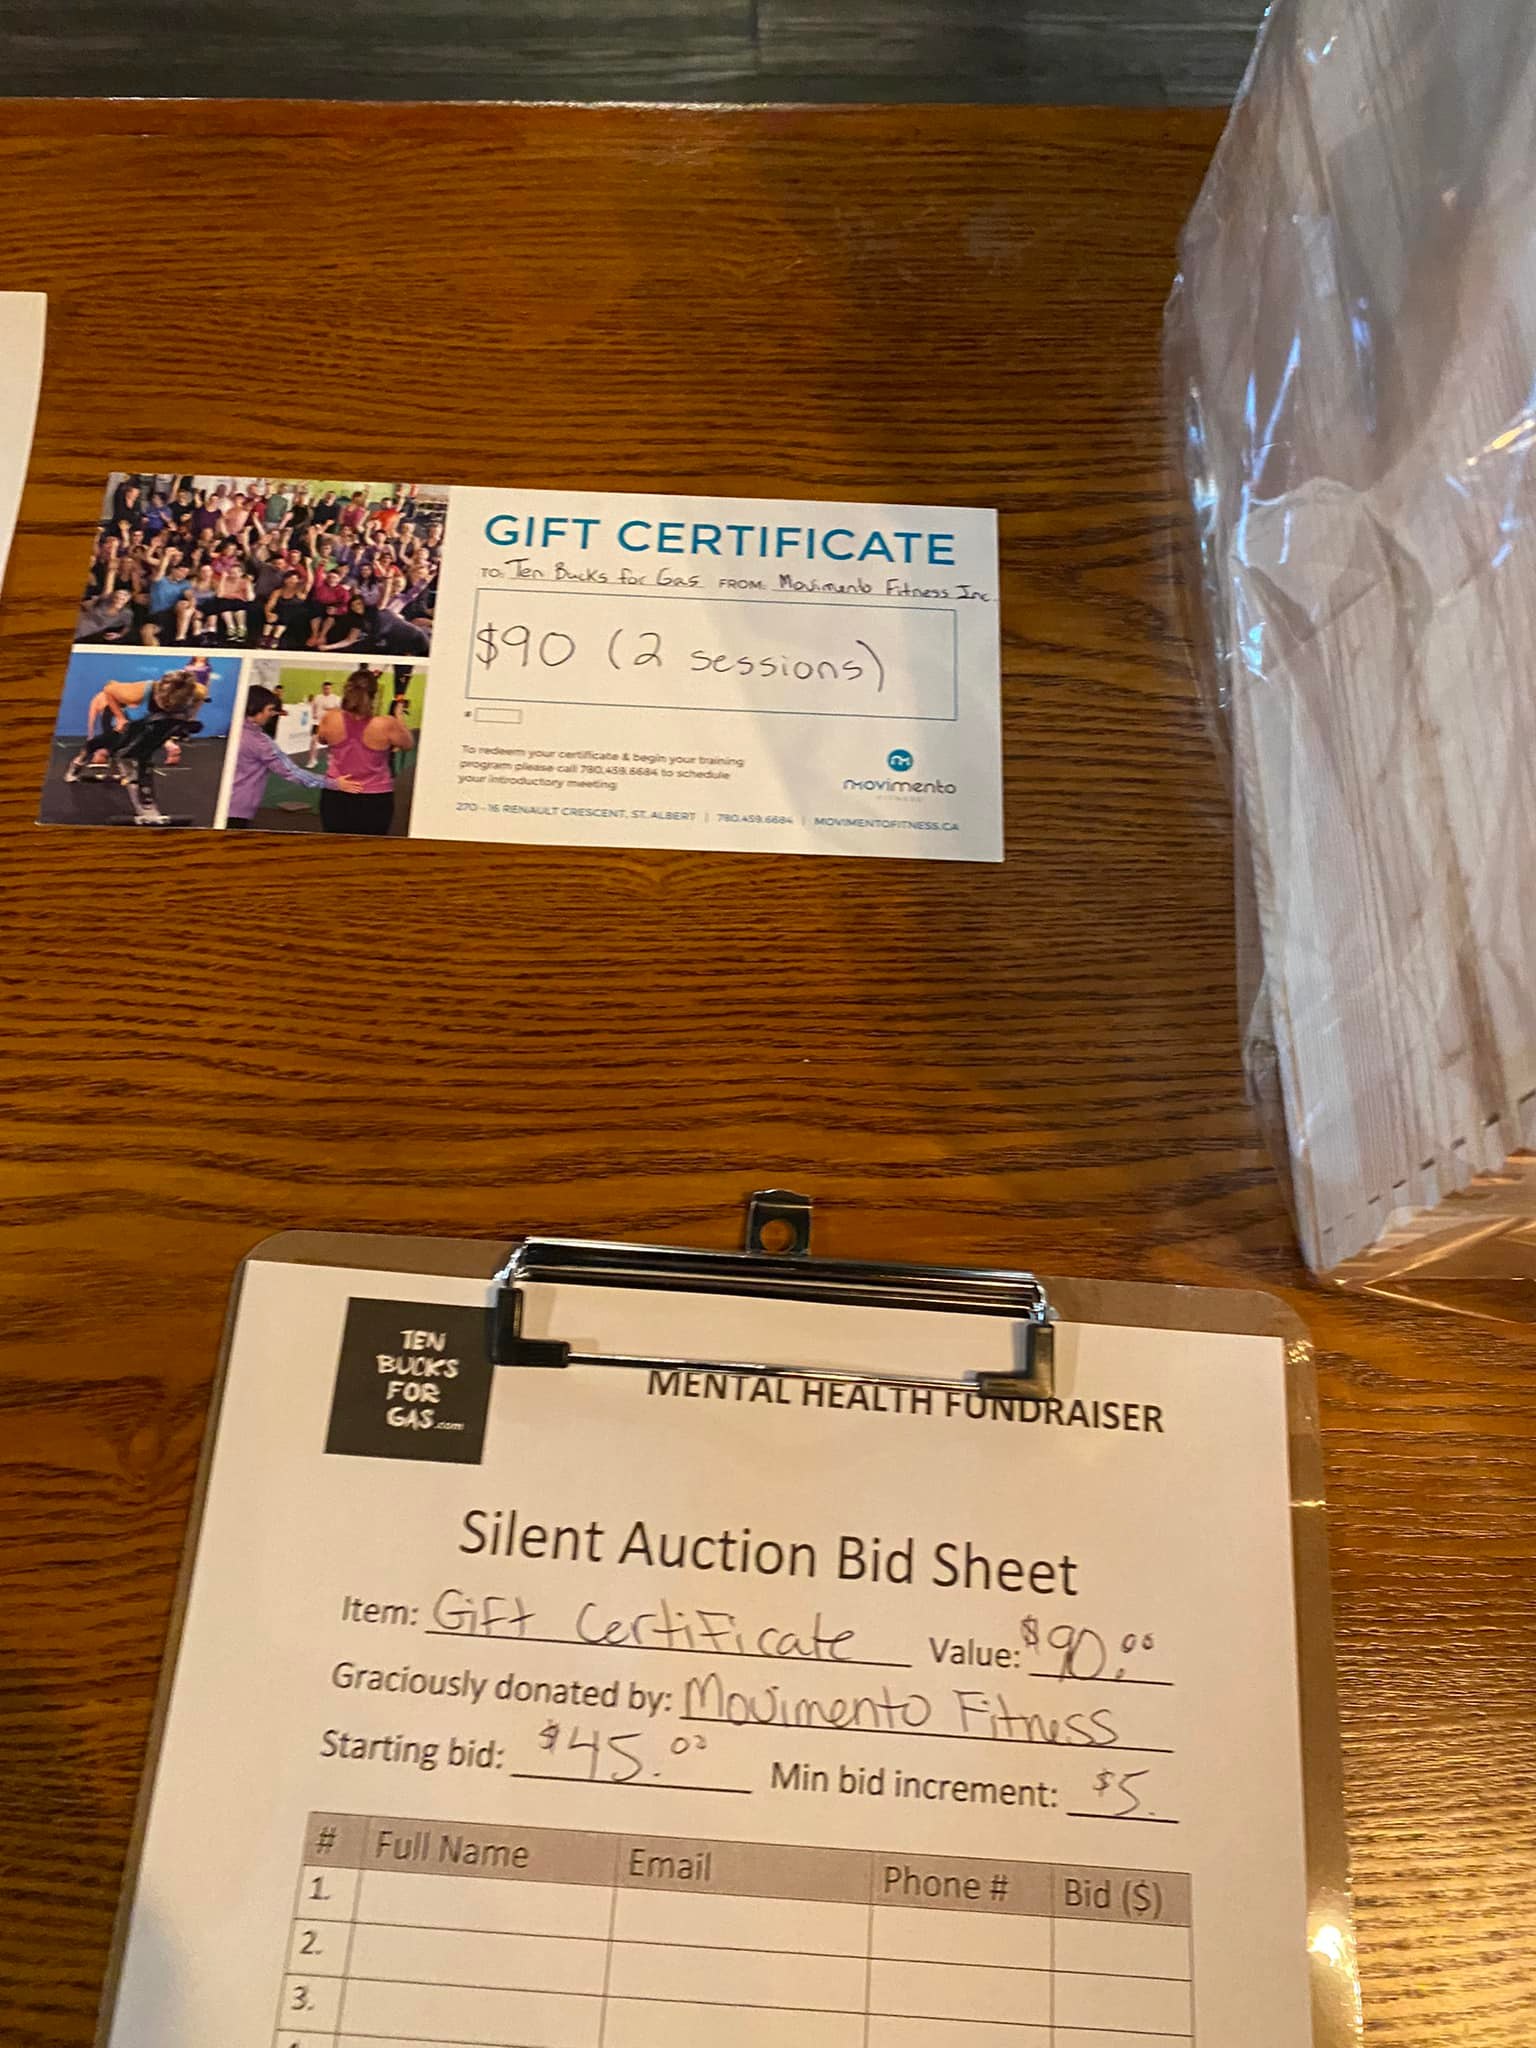 GIFT CERTIFICATE
TO: Ten Bucks for Gas FROM: Movimento Fitness Inc.
$90 (2 sessions)
#
To redeem your certificate & begin your training
program please call 780.459.6684 to schedule
your introductory meeting
movimento
FITNESS
270 - 16 RENAULT CRESCENT, ST. ALBERT | 780.459.6684 | MOVIMENTOFITNESS.CA
TEN
BUCKS
FOR
GAS.com
MENTAL HEALTH FUNDRAISER
Silent Auction Bid Sheet
Item: Gift Certificate Value: $90.00
Graciously donated by: Movimento Fitness
Starting bid: $45.00 Min bid increment: $5.
# Full Name Email Phone # Bid ($)
1.
2.
3.